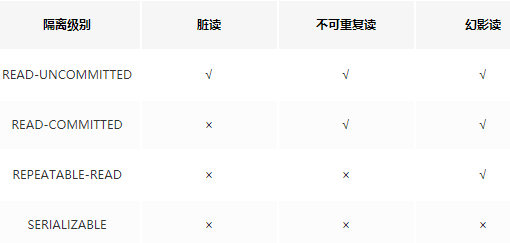 隔离级别 脏读 不可重复读 幻影读
READ-UNCOMMITTED √ √ √
READ-COMMITTED × √ √
REPEATABLE-READ × × √
SERIALIZABLE × × ×